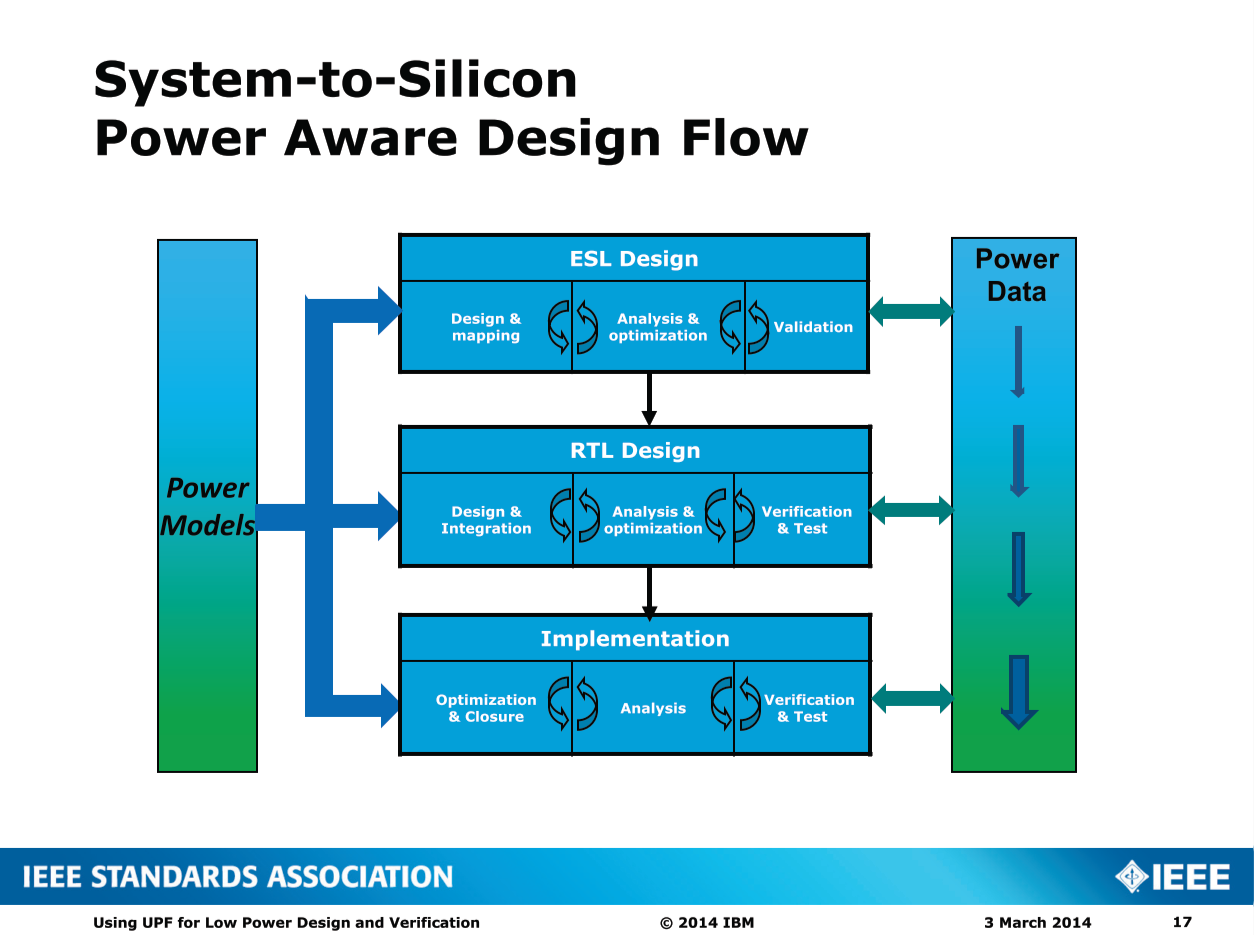 System-to-Silicon
Power Aware Design Flow
Power
Models
ESL Design
Design &
mapping
Analysis &
optimization
Validation
RTL Design
Design &
Integration
Analysis &
optimization
Verification
& Test
Implementation
Optimization
& Closure
Analysis
Verification
& Test
Power
Data
IEEE STANDARDS ASSOCIATION
IEEE
Using UPF for Low Power Design and Verification
© 2014 IBM
3 March 2014
17